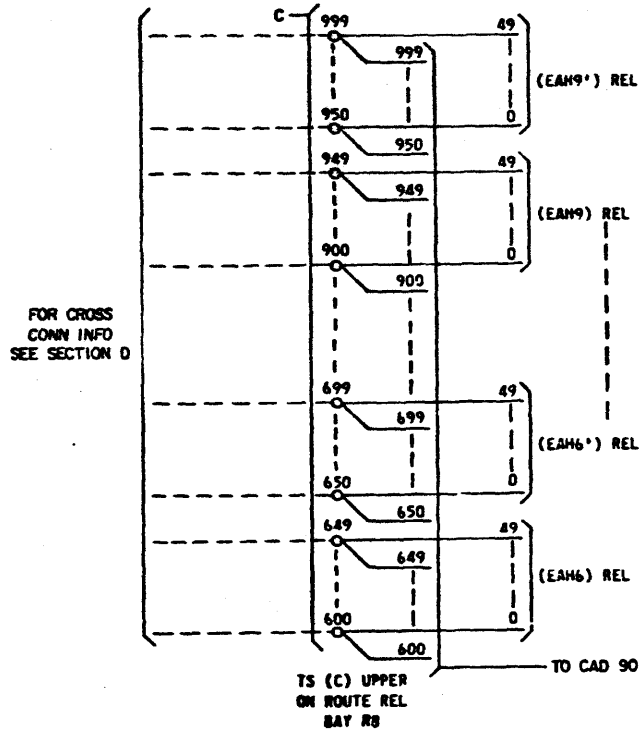 C
999
49
999
(EAH9') REL
950
0
950
949
49
949
(EAH9) REL
900
0
900
FOR CROSS
CONN INFO
SEE SECTION D
699
49
699
(EAH6') REL
650
0
650
649
49
649
(EAH6) REL
600
0
600
TO CAD 90
TS (C) UPPER
ON ROUTE REL
BAY R8